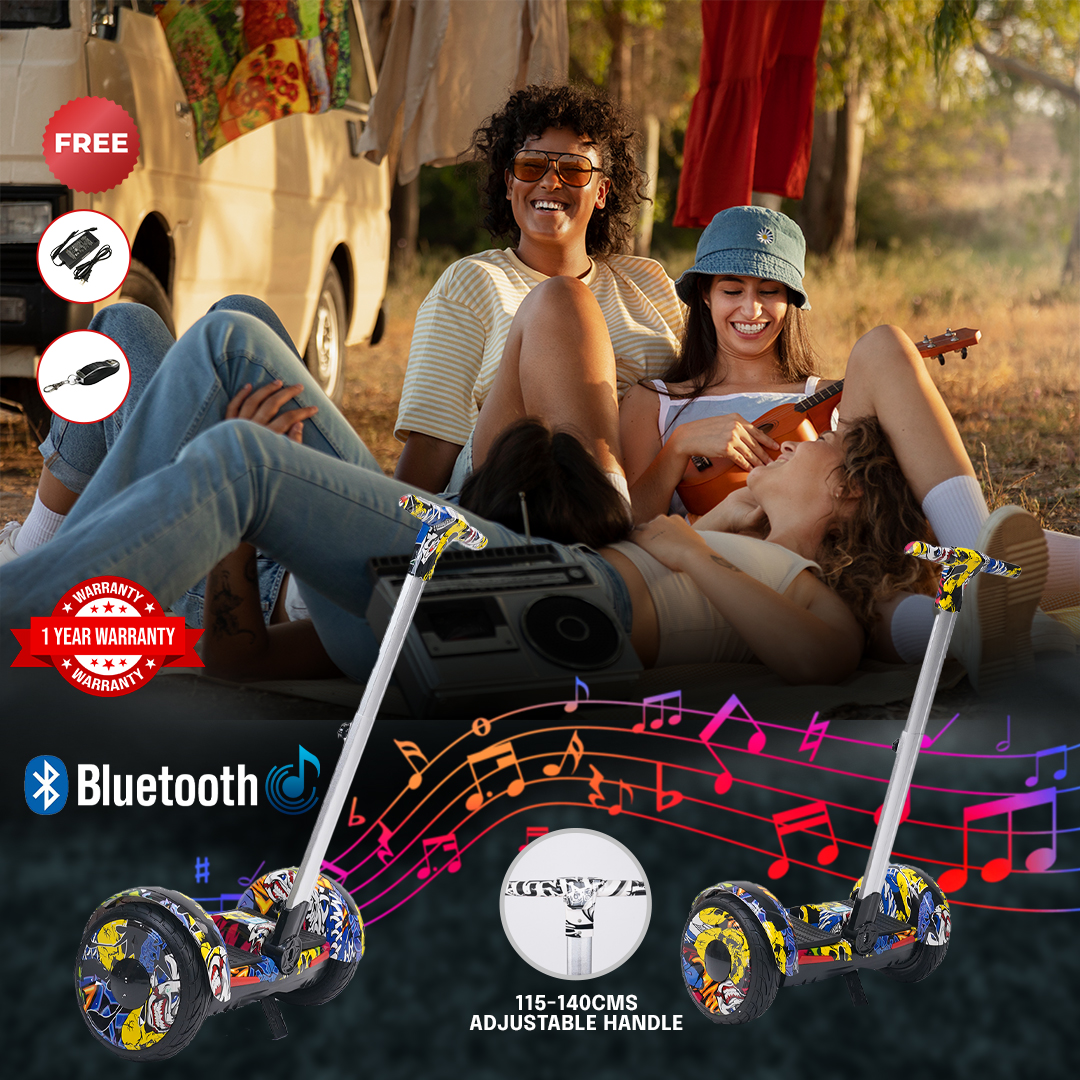 FREE
WARRANTY
1 YEAR WARRANTY
WARRANTY
Bluetooth
115-140CMS
ADJUSTABLE HANDLE